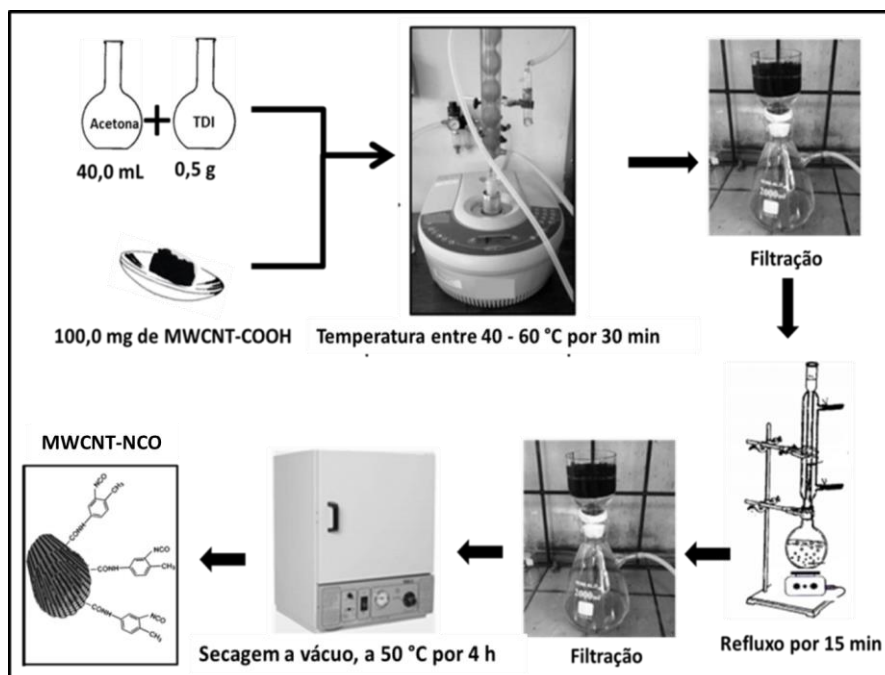 Acetona
TDI
40,0 mL
0,5 g
100,0 mg de MWCNT-COOH
Temperatura entre 40 - 60 °C por 30 min
2000ml
Filtração
Refluxo por 15 min
2000ml
Filtração
Secagem a vácuo, a 50 °C por 4 h
MWCNT-NCO
NCO
CH₃
CONH
NCO
CONH
CH₃
NCO
CONH
CH₃